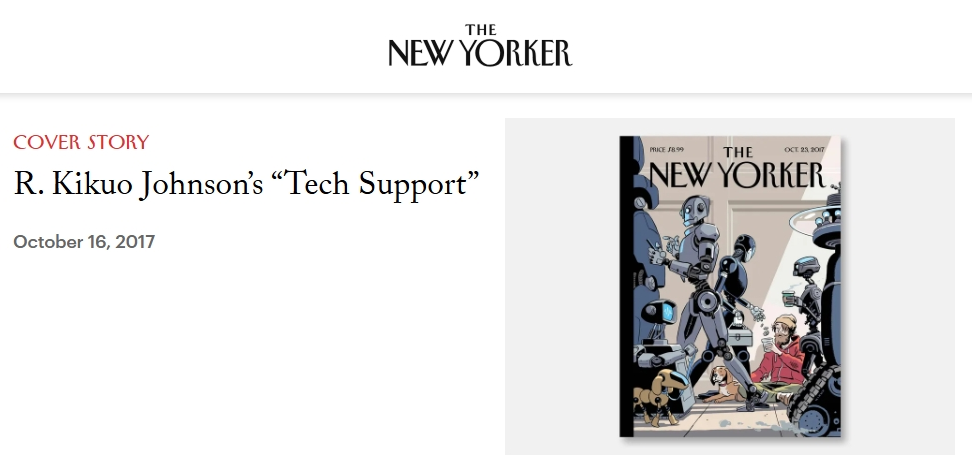 THE
NEW YORKER
COVER STORY
R. Kikuo Johnson’s “Tech Support”
October 16, 2017
PRICE $8.99
THE
OCT. 23, 2017
NEW YORKER